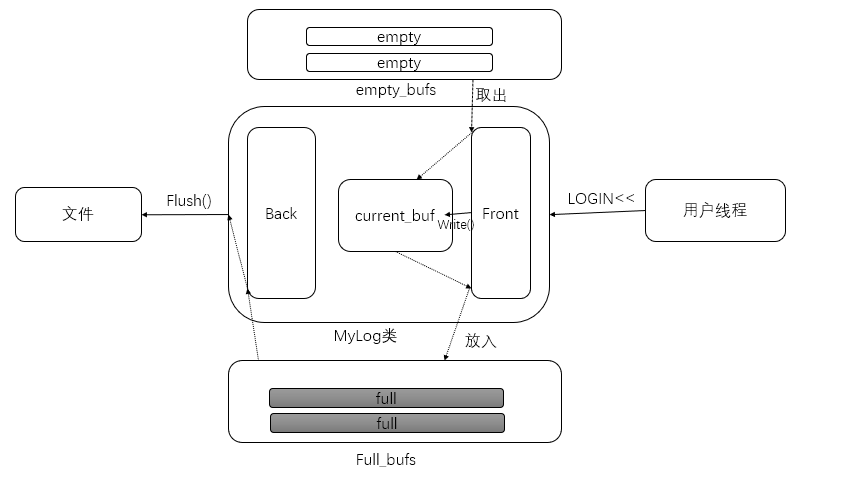 empty
empty
empty_bufs
取出
文件
Flush()
Back
current_buf
Write()
Front
LOGIN<<
用户线程
MyLog类
放入
full
full
Full_bufs